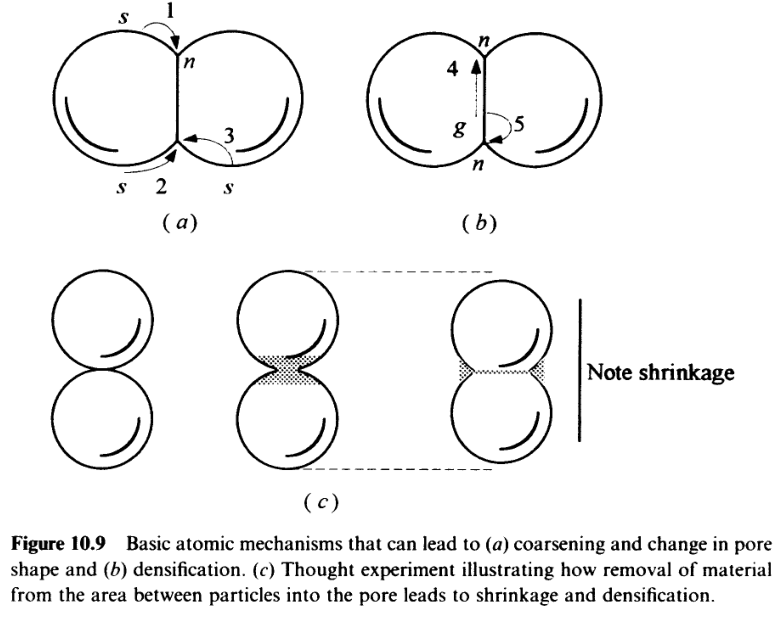 s 1
n
3
s 2 s
(a)
n
4
g 5
n
(b)
Note shrinkage
(c)
Figure 10.9 Basic atomic mechanisms that can lead to (a) coarsening and change in pore
shape and (b) densification. (c) Thought experiment illustrating how removal of material
from the area between particles into the pore leads to shrinkage and densification.